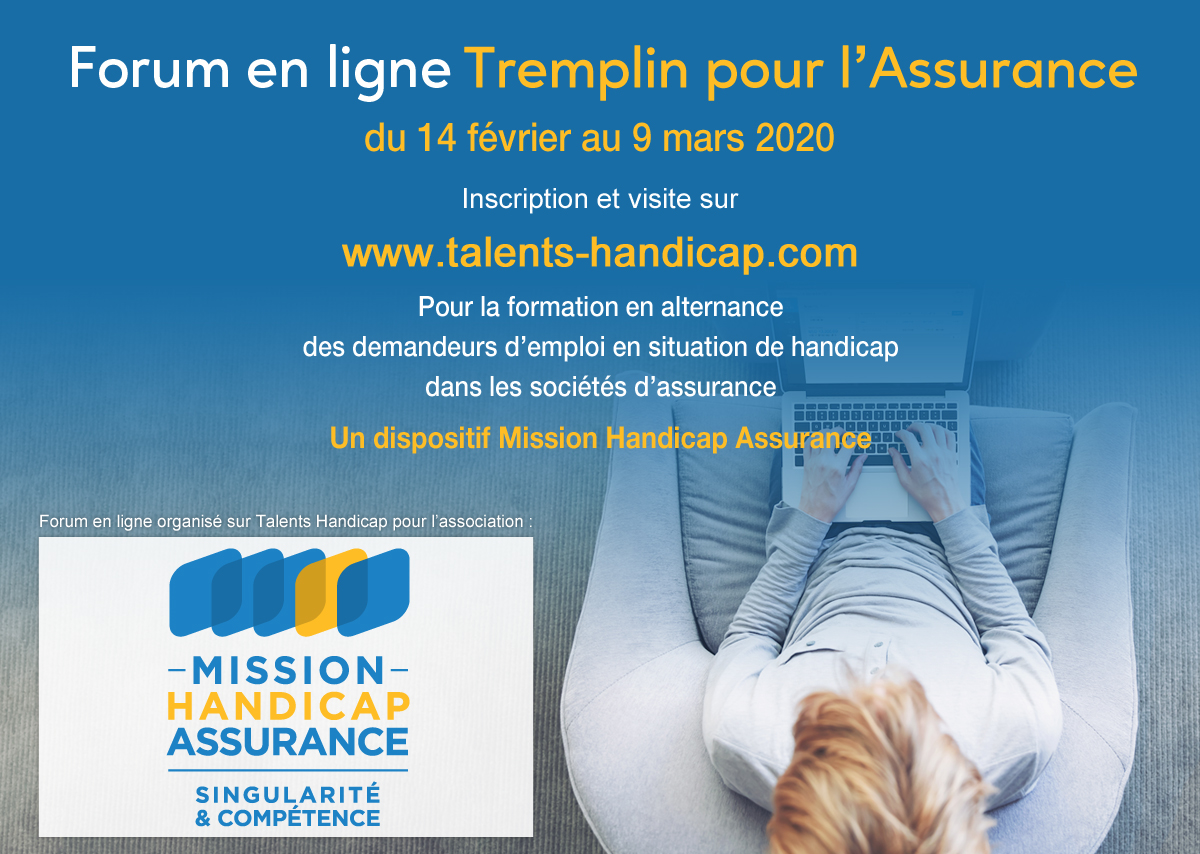 Forum en ligne Tremplin pour l’Assurance
du 14 février au 9 mars 2020
Inscription et visite sur
www.talents-handicap.com
Pour la formation en alternance
des demandeurs d’emploi en situation de handicap
dans les sociétés d’assurance
Un dispositif Mission Handicap Assurance
Forum en ligne organisé sur Talents Handicap pour l’association :
–MISSION–
HANDICAP
ASSURANCE
SINGULARITÉ
& COMPÉTENCE